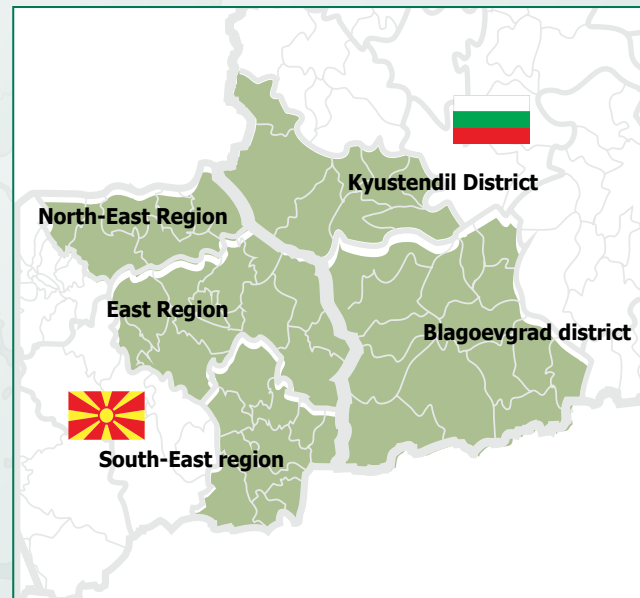 Kyustendil District
North-East Region
East Region
Blagoevgrad district
South-East region